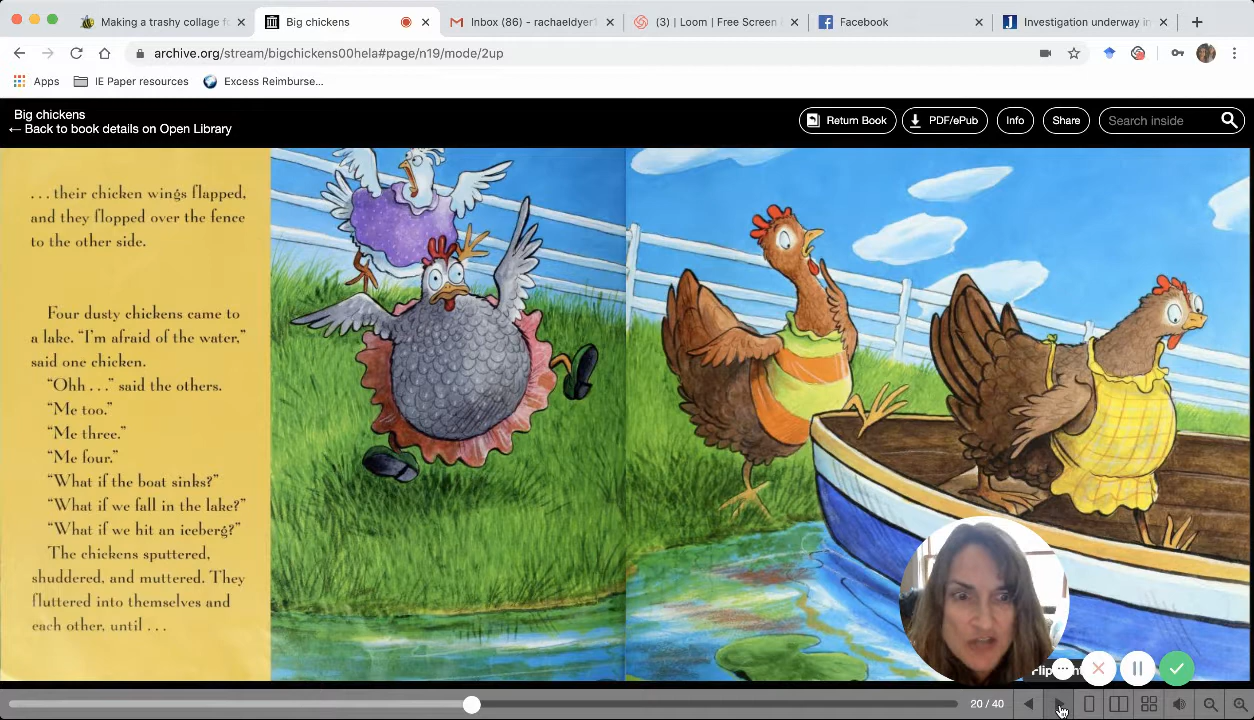 Making a trashy collage f
Big chickens
Inbox (86) - rachaeldyer
(3) | Loom | Free Screen
Facebook
Investigation underway i
archive.org/stream/bigchickens00hela#page/n19/mode/2up
Apps
IE Paper resources
Excess Reimburse...
Big chickens
← Back to book details on Open Library
Return Book
PDF/ePub
Info
Share
Search inside
. . . their chicken wings flapped,
and they flopped over the fence
to the other side.
Four dusty chickens came to
a lake. “I’m afraid of the water,”
said one chicken.
“Ohh . . .” said the others.
“Me too.”
“Me three.”
“Me four.”
“What if the boat sinks?”
“What if we fall in the lake?”
“What if we hit an iceberg?”
The chickens sputtered,
shuddered, and muttered. They
fluttered into themselves and
each other, until . . .
20 / 40